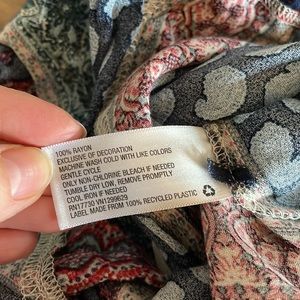 100% RAYON
EXCLUSIVE OF DECORATION
MACHINE WASH COLD WITH LIKE COLORS
GENTLE CYCLE
ONLY NON-CHLORINE BLEACH IF NEEDED
TUMBLE DRY LOW, REMOVE PROMPTLY
COOL IRON IF NEEDED
RN17730 VN1299629
LABEL MADE FROM 100% RECYCLED PLASTIC